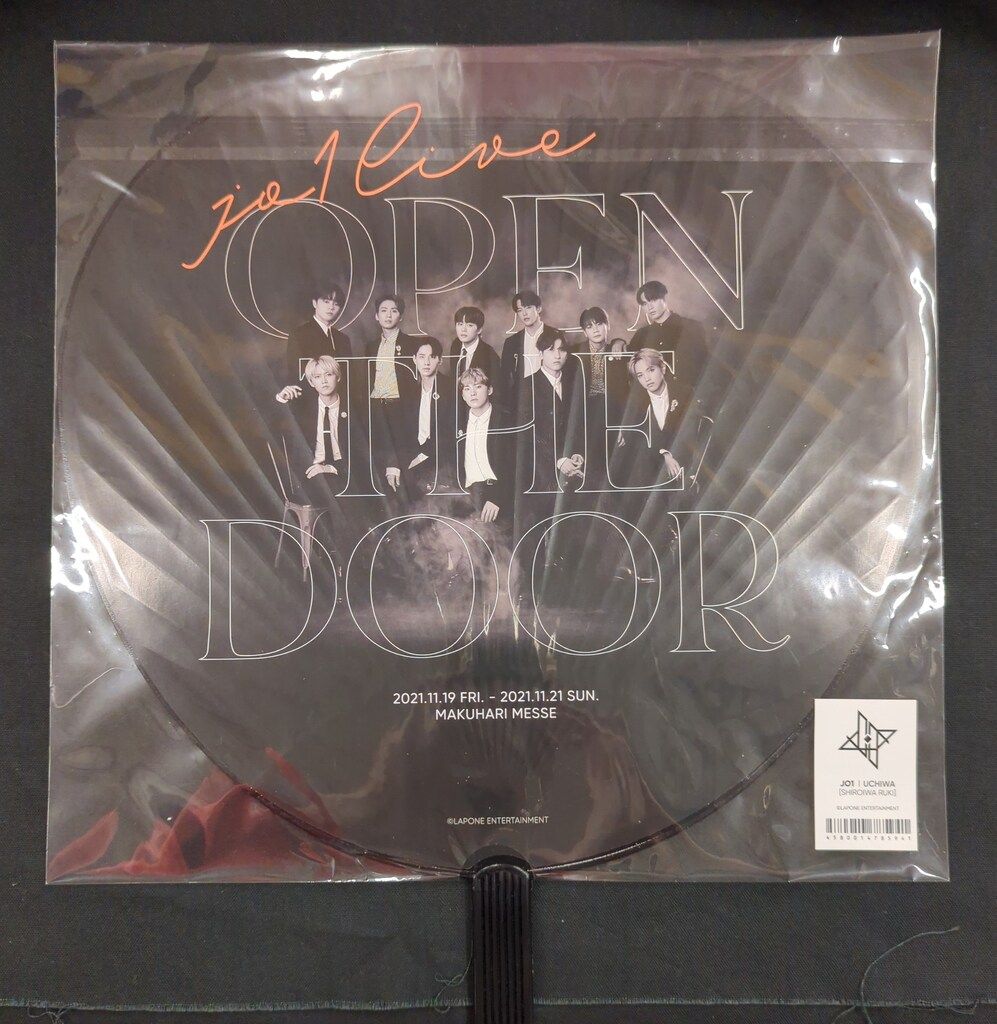 jo1 live
OPEN
THE
DOOR
2021.11.19 FRI. - 2021.11.21 SUN.
MAKUHARI MESSE
©LAPONE ENTERTAINMENT
JO1 | UCHIWA
[SHIROIWA RUKI]
©LAPONE ENTERTAINMENT
4580014785941